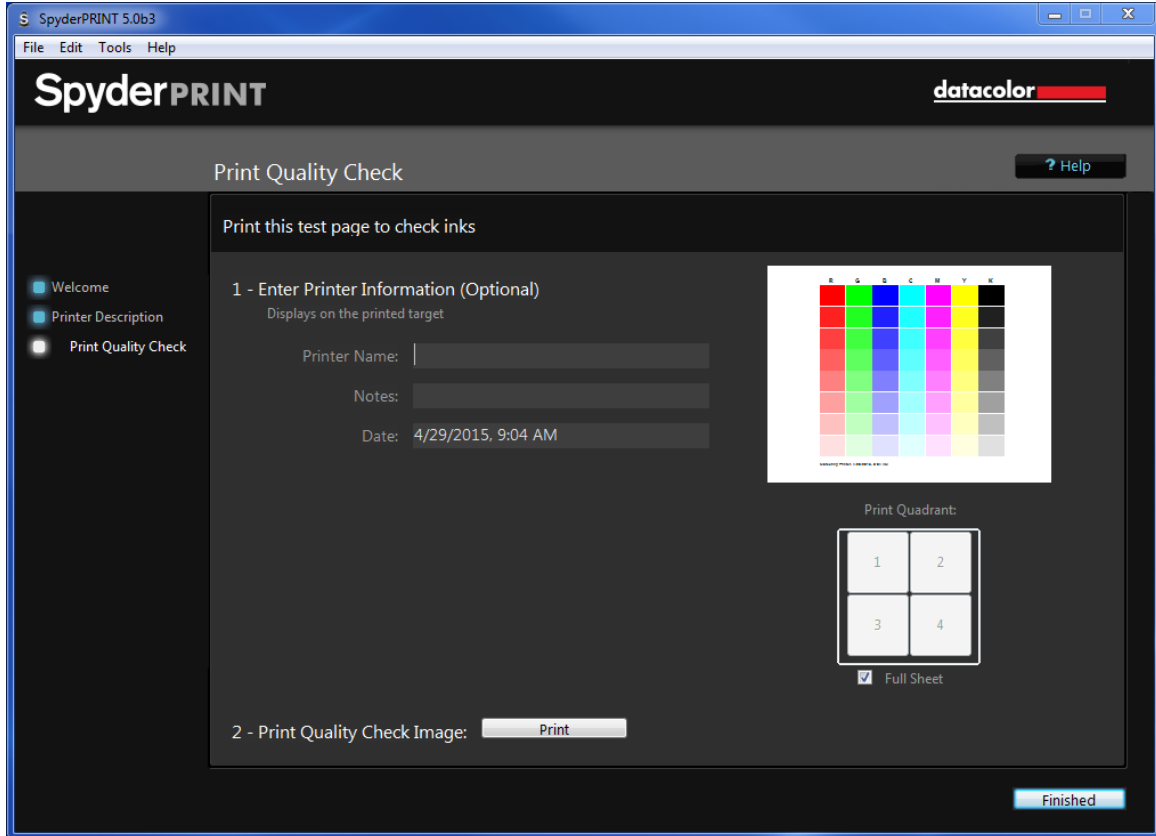 S SpyderPRINT 5.0b3
File Edit Tools Help
SpyderPRINT
datacolor
Print Quality Check
? Help
Print this test page to check inks
Welcome
Printer Description
Print Quality Check
1 - Enter Printer Information (Optional)
Displays on the printed target
Printer Name:
Notes:
Date: 4/29/2015, 9:04 AM
R G B C M Y K
Print Quadrant:
1 2
3 4
Full Sheet
2 - Print Quality Check Image: Print
Finished